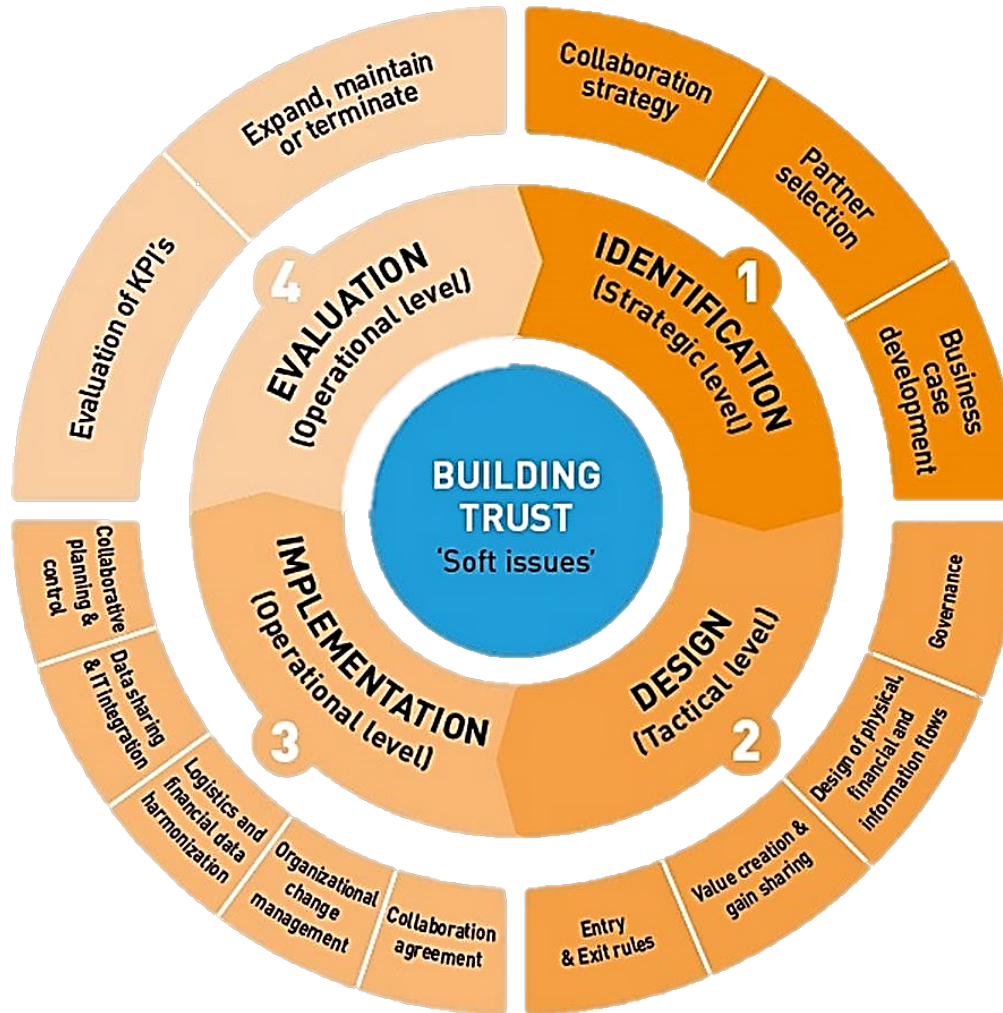 BUILDING
TRUST
'Soft issues'
1
IDENTIFICATION
(Strategic level)
Collaboration
strategy
Partner
selection
Business
case
development
2
DESIGN
(Tactical level)
Governance
Design of physical,
financial and
information flows
Value creation &
gain sharing
Entry
& Exit rules
3
IMPLEMENTATION
(Operational level)
Collaboration
agreement
Organizational
change
management
Logistics and
financial data
harmonization
Data sharing
& IT integration
Collaborative
planning &
control
4
EVALUATION
(Operational level)
Evaluation of KPI's
Expand, maintain
or terminate